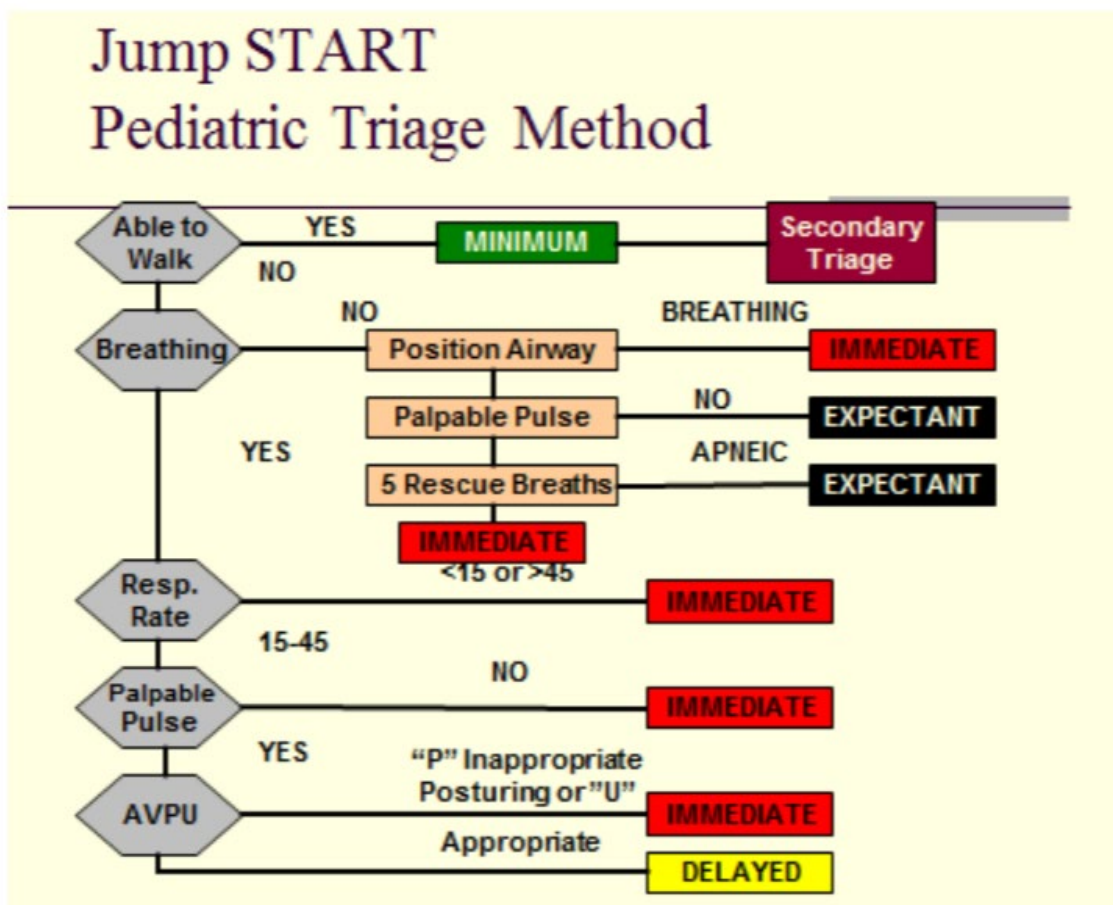 Jump START
Pediatric Triage Method
Able to
Walk
YES
NO
MINIMUM
Secondary
Triage
Breathing
NO
Position Airway
BREATHING
IMMEDIATE
YES
Palpable Pulse
NO
EXPECTANT
5 Rescue Breaths
APNEIC
EXPECTANT
IMMEDIATE
Resp.
Rate
<15 or >45
IMMEDIATE
15-45
Palpable
Pulse
NO
IMMEDIATE
YES
AVPU
“P” Inappropriate
Posturing or ”U”
IMMEDIATE
Appropriate
DELAYED